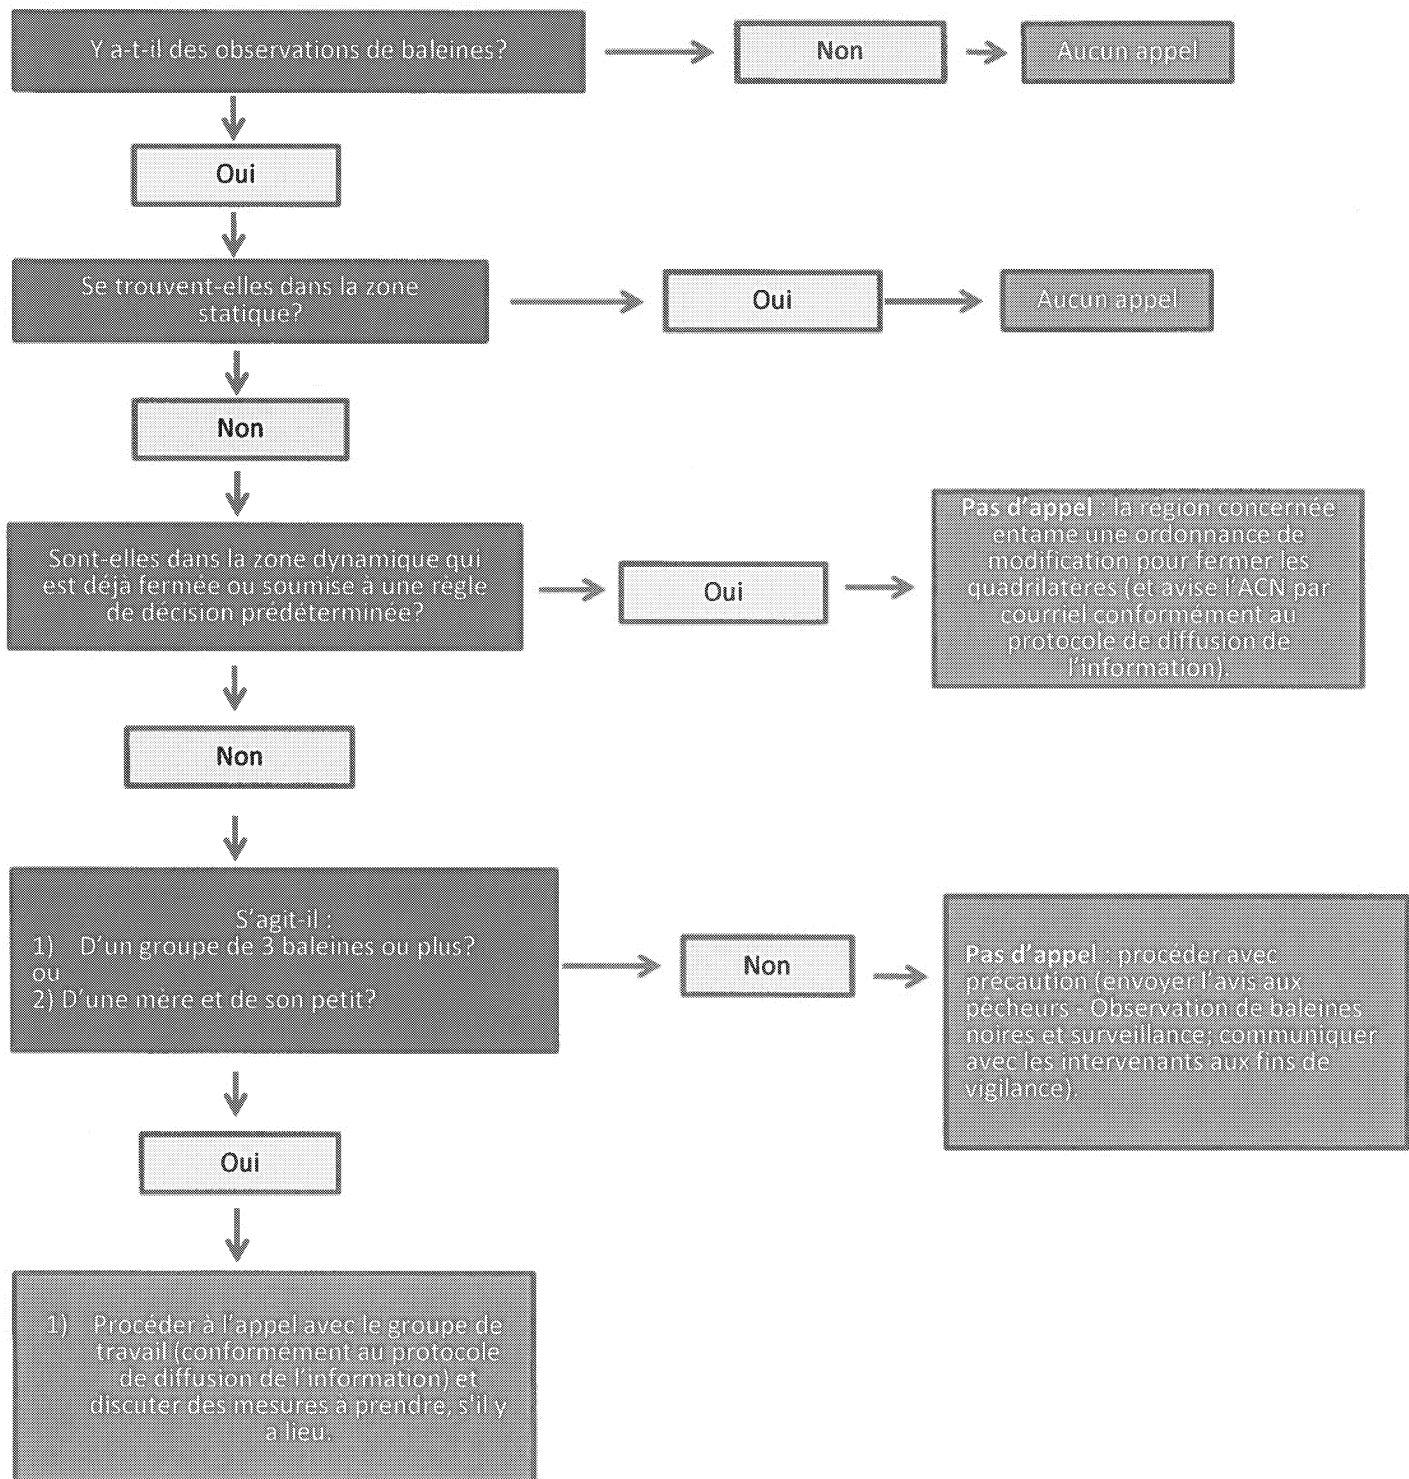 Y a-t-il des observations de baleines?
Non
Aucun appel
Oui
Se trouvent-elles dans la zone
statique?
Oui
Aucun appel
Non
Sont-elles dans la zone dynamique qui
est déjà fermée ou soumise à une règle
de décision prédéterminée?
Oui
Pas d'appel : la région concernée
entame une ordonnance de
modification pour fermer les
quadrilatères (et avise l'ACN par
courriel conformément au
protocole de diffusion de
l'information).
Non
S'agit-il :
1) D'un groupe de 3 baleines ou plus?
ou
2) D'une mère et de son petit?
Non
Pas d'appel : procéder avec
précaution (envoyer l'avis aux
pêcheurs - Observation de baleines
noires et surveillance; communiquer
avec les intervenants aux fins de
vigilance).
Oui
1) Procéder à l'appel avec le groupe de
travail (conformément au protocole
de diffusion de l'information) et
discuter des mesures à prendre, s'il y
a lieu.